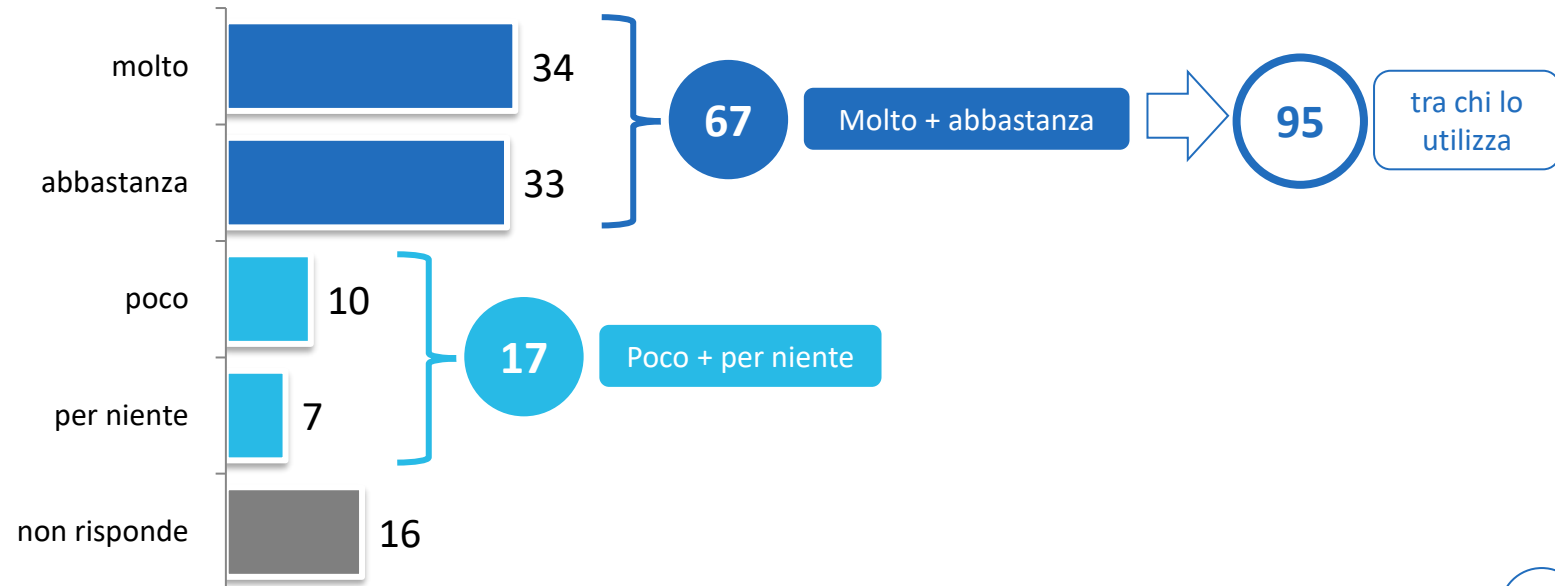 molto
34
abbastanza
33
67
Molto + abbastanza
95
tra chi lo
utilizza
poco
10
per niente
7
17
Poco + per niente
non risponde
16